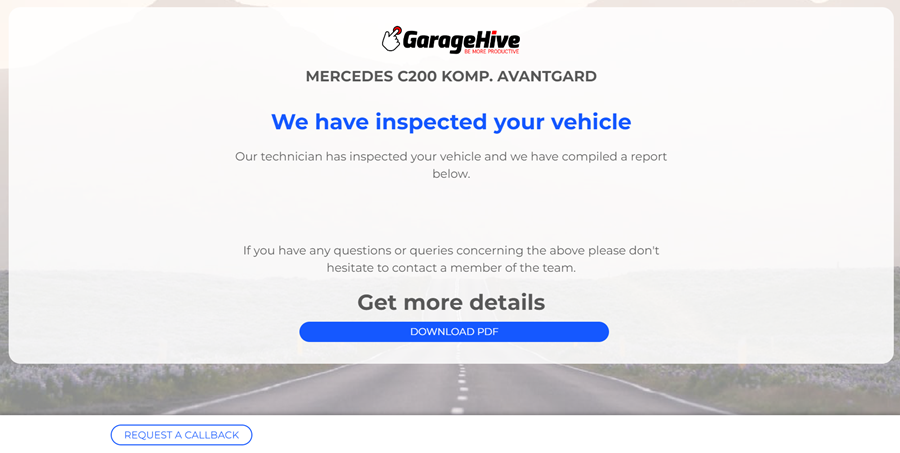 GarageHive
BE MORE PRODUCTIVE
MERCEDES C200 KOMP. AVANTGARD
We have inspected your vehicle
Our technician has inspected your vehicle and we have compiled a report
below.
If you have any questions or queries concerning the above please don't
hesitate to contact a member of the team.
Get more details
DOWNLOAD PDF
REQUEST A CALLBACK